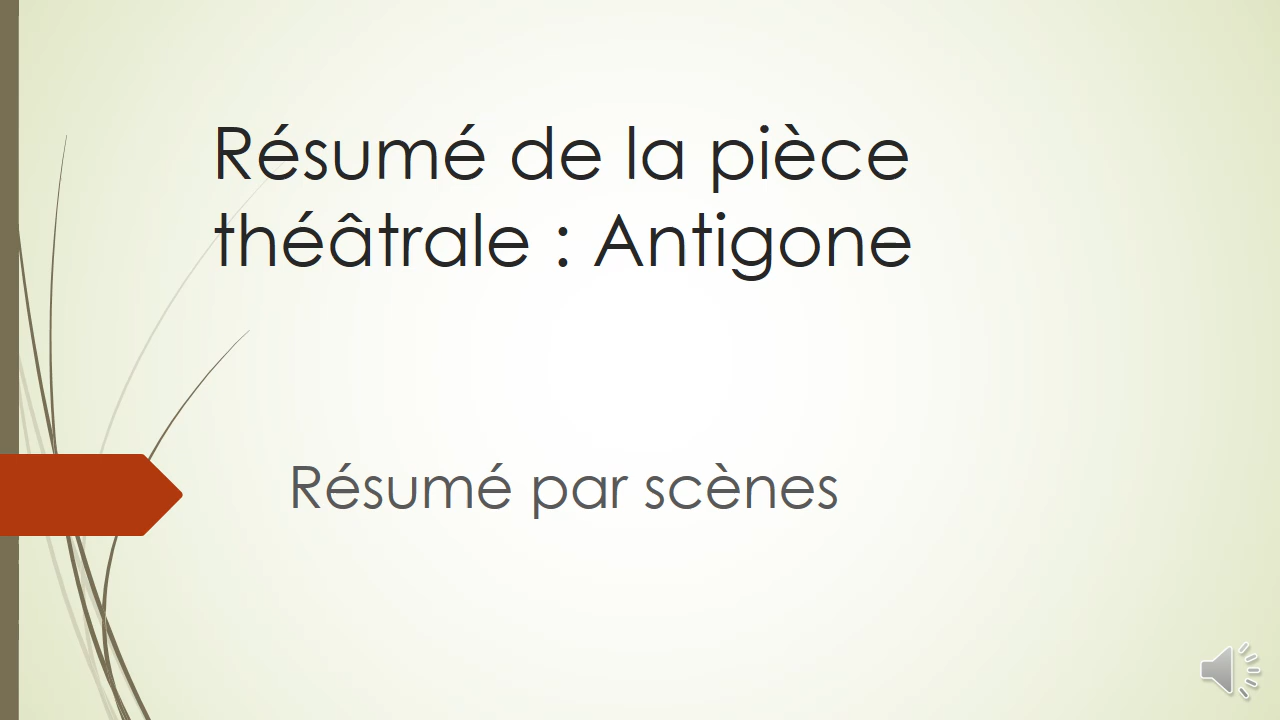 Résumé de la pièce
théâtrale : Antigone
Résumé par scènes